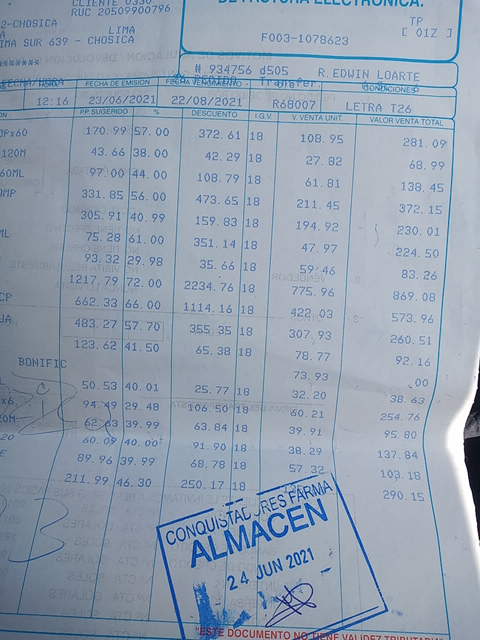 CLIENTE 0330
RUC 20509900796
DE FACTURA ELECTRÓNICA.
2-CHOSICA
LIMA
TP
F003-1078623
[ 01Z ]
IMA SUR 639 - CHOSICA
# 934756 d505
R.EDWIN LOARTE
FECHA DE EMISION
12:16
23/06/2021
22/08/2021
R68007
LETRA T26
PP SUGERIDO % DESCUENTO I.G.V. V.VENTA UNIT. VALOR VENTA TOTAL
170.99 57.00 372.61 18 108.95 281.09
43.66 38.00 42.29 18 27.82 68.99
97.00 44.00 108.79 18 61.81 138.45
331.85 56.00 473.65 18 211.45 372.15
305.91 40.99 159.83 18 194.92 230.01
75.28 61.00 351.14 18 47.97 224.50
93.32 29.98 35.66 18 59.46 83.26
1217.79 72.00 2234.76 18 775.96 869.08
662.33 66.00 1114.16 18 422.03 573.96
483.27 57.70 355.35 18 307.93 260.51
123.62 41.50 65.38 18 78.77 92.16
BONIFIC 73.93 .00
50.53 40.01 25.77 18 32.20 38.63
94.49 29.48 106.50 18 60.21 254.76
62.63 39.99 63.84 18 39.91 95.80
60.09 40.00 91.90 18 38.29 137.84
89.96 39.99 68.78 18 57.32 103.18
211.99 46.30 250.17 18 290.15
CONQUISTADORES FARMA
ALMACEN
24 JUN 2021
"ESTE DOCUMENTO NO TIENE VALIDEZ TRIBUTARI